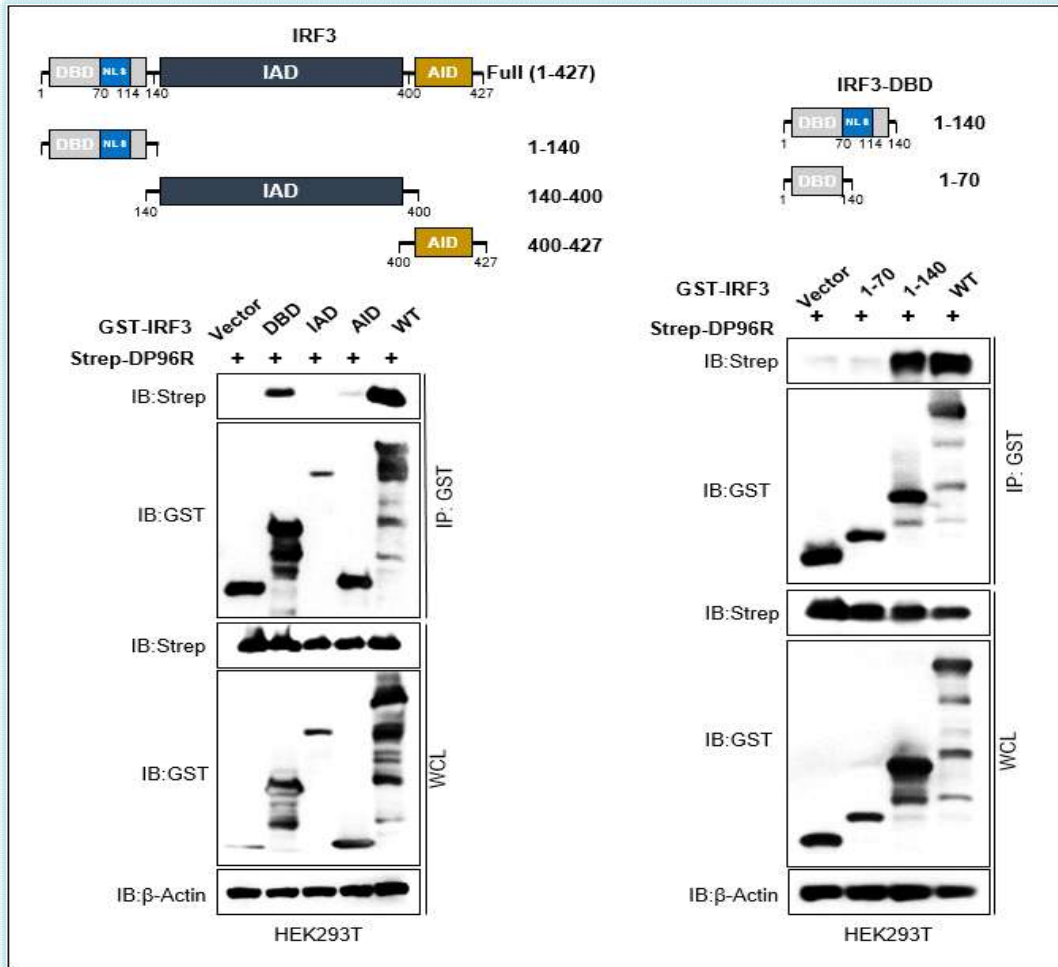 IRF3
DBD NLS IAD AID Full (1-427)
1 70 114 140 400 427
DBD NLS 1-140
IAD 140-400
140 400
AID 400-427
400 427
GST-IRF3 Vector DBD IAD AID WT
Strep-DP96R + + + + +
IB:Strep
IB:GST
IP: GST
IB:Strep
IB:GST
WCL
IB:β-Actin
HEK293T
IRF3-DBD
DBD NLS 1-140
1 70 114 140
DBD 1-70
1 140
GST-IRF3 Vector 1-70 1-140 WT
Strep-DP96R + + + +
IB:Strep
IB:GST
IP: GST
IB:Strep
IB:GST
WCL
IB:β-Actin
HEK293T